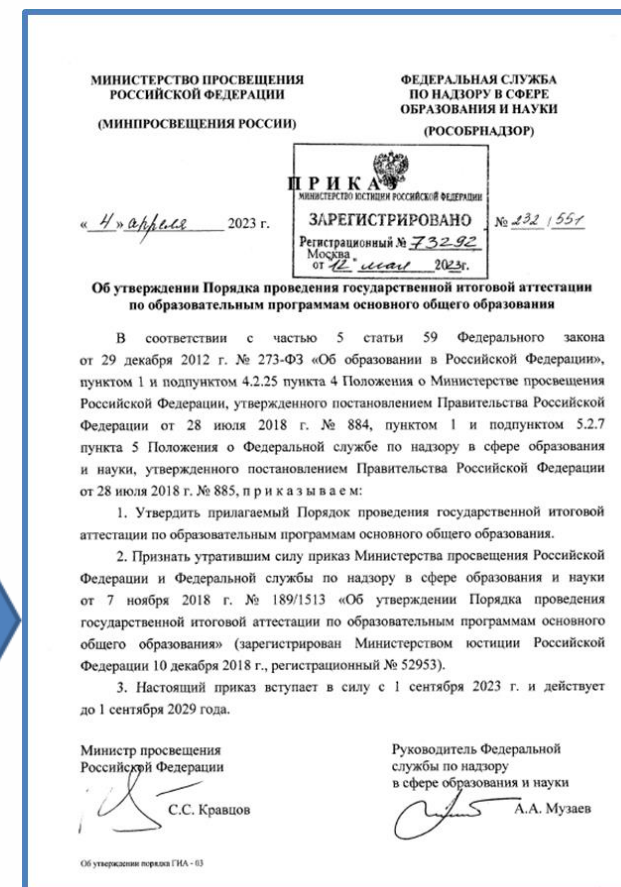 МИНИСТЕРСТВО ПРОСВЕЩЕНИЯ
РОССИЙСКОЙ ФЕДЕРАЦИИ
(МИНПРОСВЕЩЕНИЯ РОССИИ)
ФЕДЕРАЛЬНАЯ СЛУЖБА
ПО НАДЗОРУ В СФЕРЕ
ОБРАЗОВАНИЯ И НАУКИ
(РОСОБРНАДЗОР)
ПРИКАЗ
МИНИСТЕРСТВО ЮСТИЦИИ РОССИЙСКОЙ ФЕДЕРАЦИИ
ЗАРЕГИСТРИРОВАНО
Регистрационный № 73292
Москва
от 12 мая 2023г.
« 4 » апреля 2023 г.
№ 232 / 551
Об утверждении Порядка проведения государственной итоговой аттестации
по образовательным программам основного общего образования
В соответствии с частью 5 статьи 59 Федерального закона
от 29 декабря 2012 г. № 273-ФЗ «Об образовании в Российской Федерации»,
пунктом 1 и подпунктом 4.2.25 пункта 4 Положения о Министерстве просвещения
Российской Федерации, утвержденного постановлением Правительства Российской
Федерации от 28 июля 2018 г. № 884, пунктом 1 и подпунктом 5.2.7
пункта 5 Положения о Федеральной службе по надзору в сфере образования
и науки, утвержденного постановлением Правительства Российской Федерации
от 28 июля 2018 г. № 885, п р и к а з ы в а е м:
1. Утвердить прилагаемый Порядок проведения государственной итоговой
аттестации по образовательным программам основного общего образования.
2. Признать утратившим силу приказ Министерства просвещения Российской
Федерации и Федеральной службы по надзору в сфере образования и науки
от 7 ноября 2018 г. № 189/1513 «Об утверждении Порядка проведения
государственной итоговой аттестации по образовательным программам основного
общего образования» (зарегистрирован Министерством юстиции Российской
Федерации 10 декабря 2018 г., регистрационный № 52953).
3. Настоящий приказ вступает в силу с 1 сентября 2023 г. и действует
до 1 сентября 2029 года.
Министр просвещения
Российской Федерации
С.С. Кравцов
Руководитель Федеральной
службы по надзору
в сфере образования и науки
А.А. Музаев
Об утверждении порядка ГИА - 03